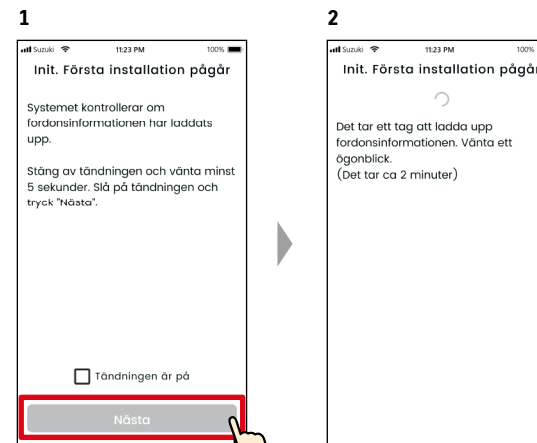 1
Suzuki 11:23 PM 100%
Init. Första installation pågår
Systemet kontrollerar om
fordonsinformationen har laddats
upp.
Stäng av tändningen och vänta minst
5 sekunder. Slå på tändningen och
tryck "Nästa".
Tändningen är på
Nästa
2
Suzuki 11:23 PM 100%
Init. Första installation pågår
Det tar ett tag att ladda upp
fordonsinformationen. Vänta ett
ögonblick.
(Det tar ca 2 minuter)